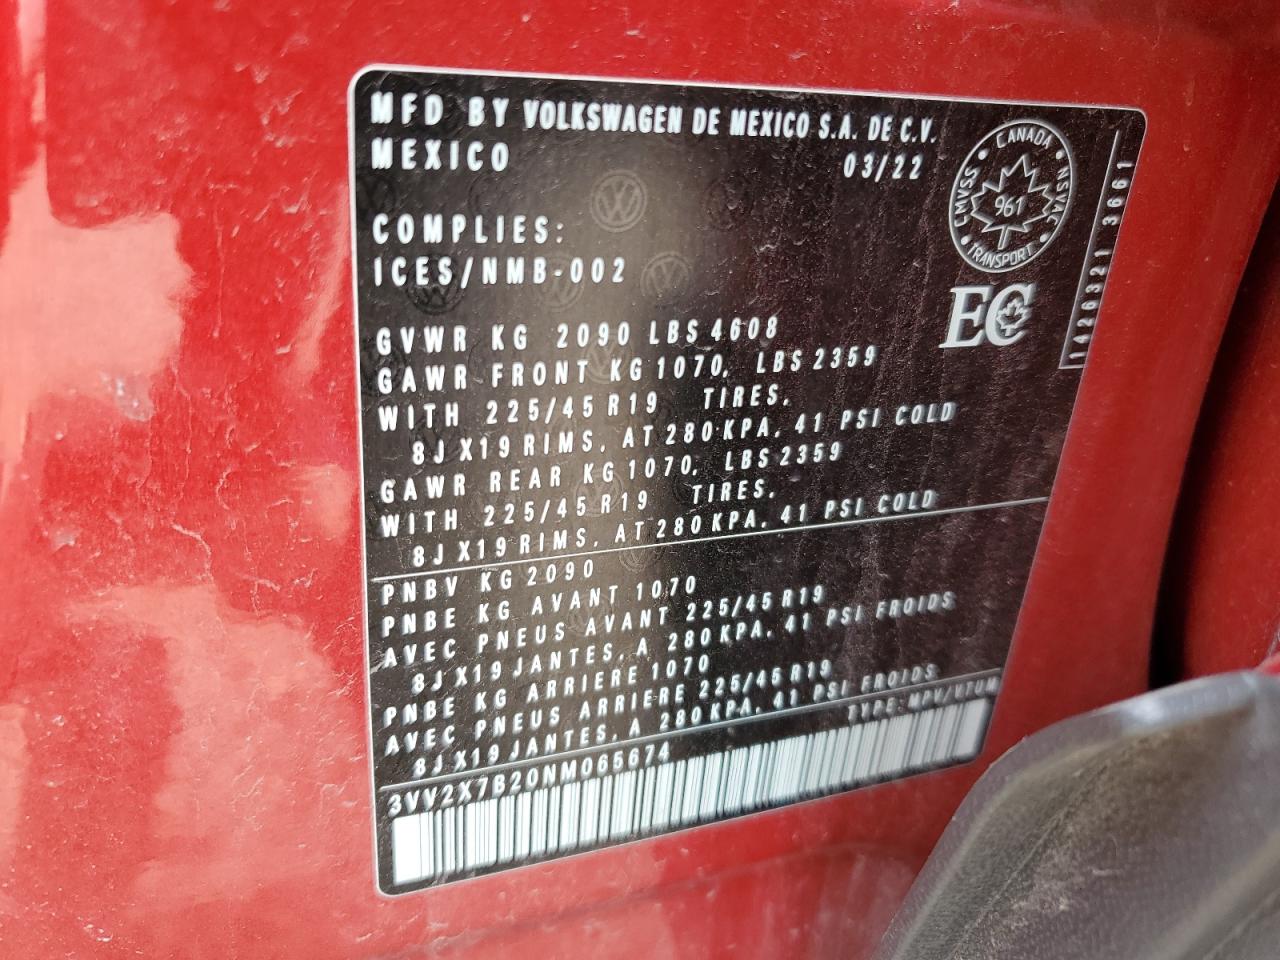 MFD BY VOLKSWAGEN DE MEXICO S.A. DE C.V.
MEXICO 03/22
CANADA
CMVSS 961 NSVAC
TRANSPORT
COMPLIES:
ICES/NMB-002
EC
1426321 3661
GVWR KG 2090 LBS 4608
GAWR FRONT KG 1070, LBS 2359
WITH 225/45 R19 TIRES,
8J X19 RIMS, AT 280 KPA, 41 PSI COLD
GAWR REAR KG 1070, LBS 2359
WITH 225/45 R19 TIRES,
8J X19 RIMS, AT 280 KPA, 41 PSI COLD
PNBV KG 2090
PNBE KG AVANT 1070
AVEC PNEUS AVANT 225/45 R19
8J X19 JANTES, A 280 KPA, 41 PSI FROIDS
PNBE KG ARRIERE 1070
AVEC PNEUS ARRIERE 225/45 R19
8J X19 JANTES, A 280 KPA, 41 PSI FROIDS
TYPE: MPV/VTUM
3VV2X7B20NM065674